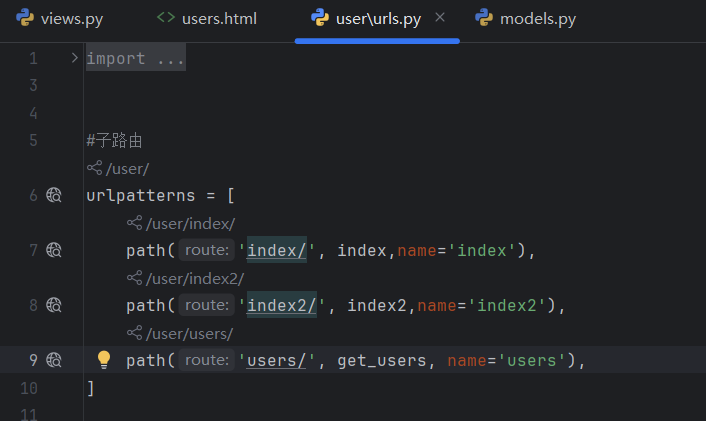 views.py <> users.html user\urls.py × models.py
1 > import ...
3
4
5 #子路由
/user/
6 urlpatterns = [
/user/index/
7 path( route: 'index/', index,name='index'),
/user/index2/
8 path( route: 'index2/', index2,name='index2'),
/user/users/
9 path( route: 'users/', get_users, name='users'),
10 ]
11